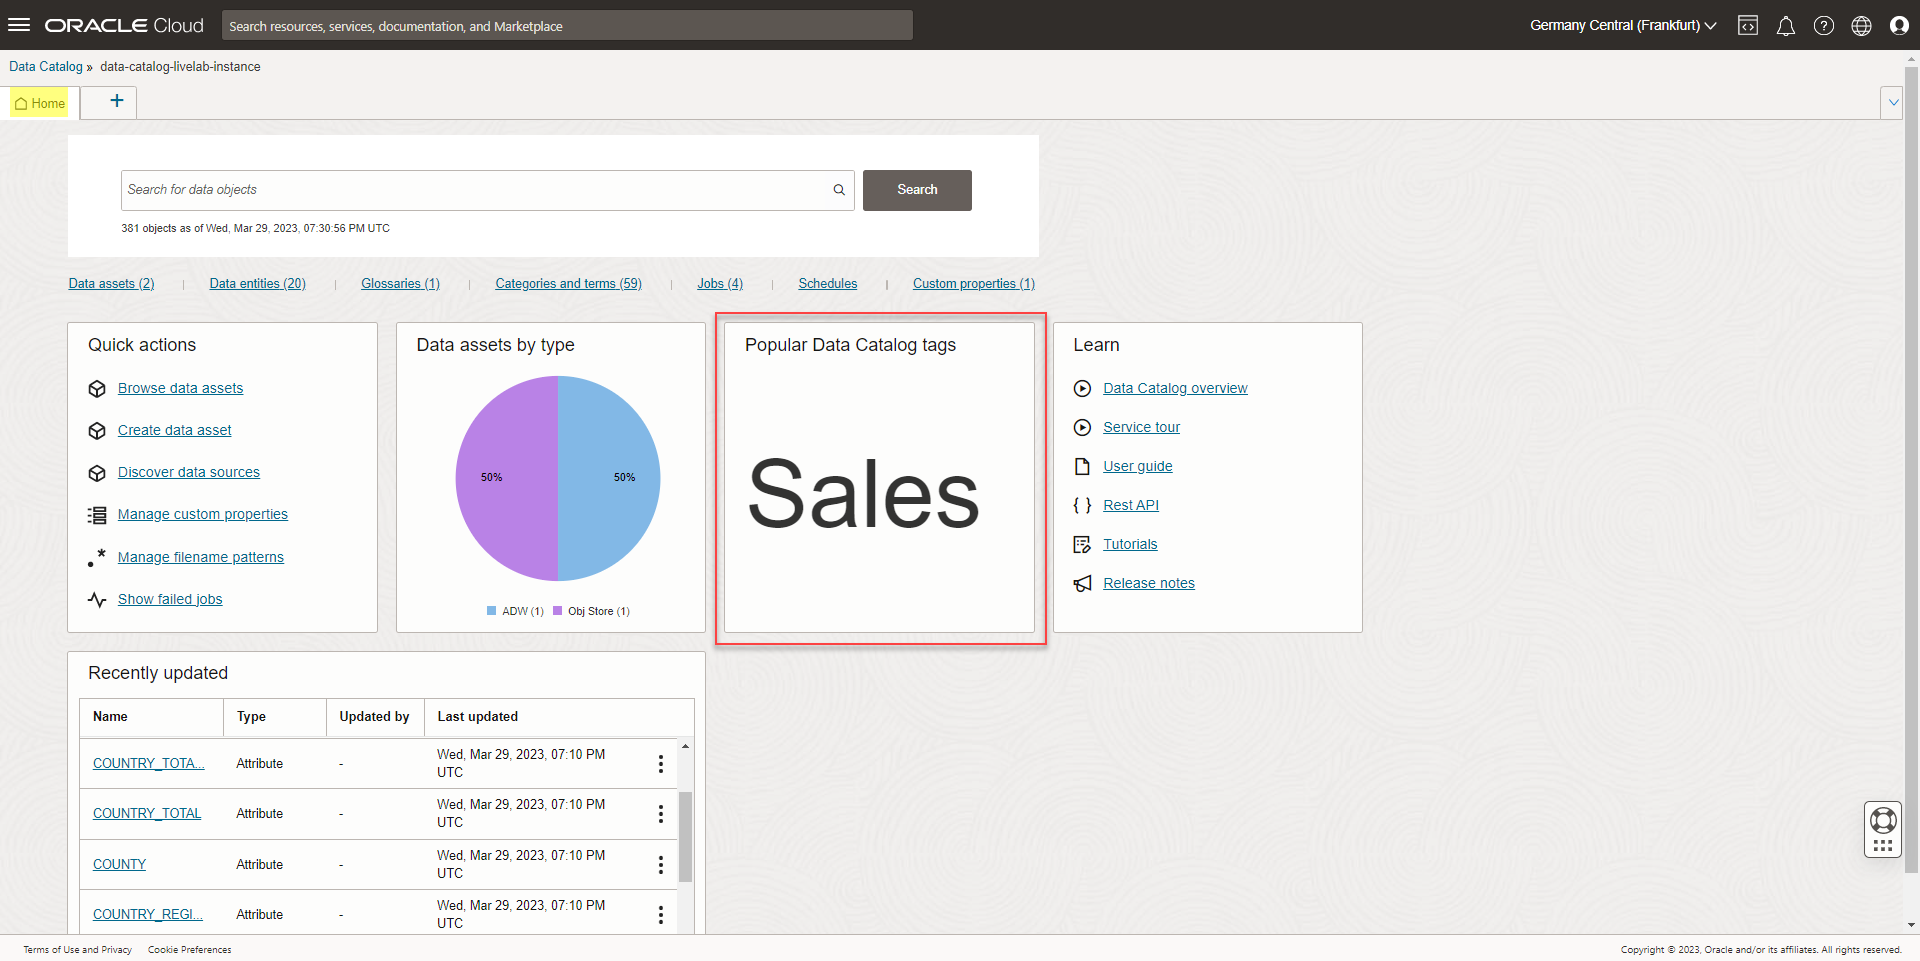 ORACLE Cloud
Search resources, services, documentation, and Marketplace
Germany Central (Frankfurt)
Data Catalog » data-catalog-livelab-instance
Home
+
Search for data objects
Search
381 objects as of Wed, Mar 29, 2023, 07:30:56 PM UTC
Data assets (2) | Data entities (20) | Glossaries (1) | Categories and terms (59) | Jobs (4) | Schedules | Custom properties (1)
Quick actions
Browse data assets
Create data asset
Discover data sources
Manage custom properties
Manage filename patterns
Show failed jobs
Data assets by type
50%
50%
ADW (1) Obj Store (1)
Popular Data Catalog tags
Sales
Learn
Data Catalog overview
Service tour
User guide
Rest API
Tutorials
Release notes
Recently updated
Name Type Updated by Last updated
COUNTRY_TOTA... Attribute - Wed, Mar 29, 2023, 07:10 PM
UTC
COUNTRY_TOTAL Attribute - Wed, Mar 29, 2023, 07:10 PM
UTC
COUNTY Attribute - Wed, Mar 29, 2023, 07:10 PM
UTC
COUNTRY_REGI... Attribute - Wed, Mar 29, 2023, 07:10 PM
UTC
Terms of Use and Privacy Cookie Preferences
Copyright © 2023, Oracle and/or its affiliates. All rights reserved.